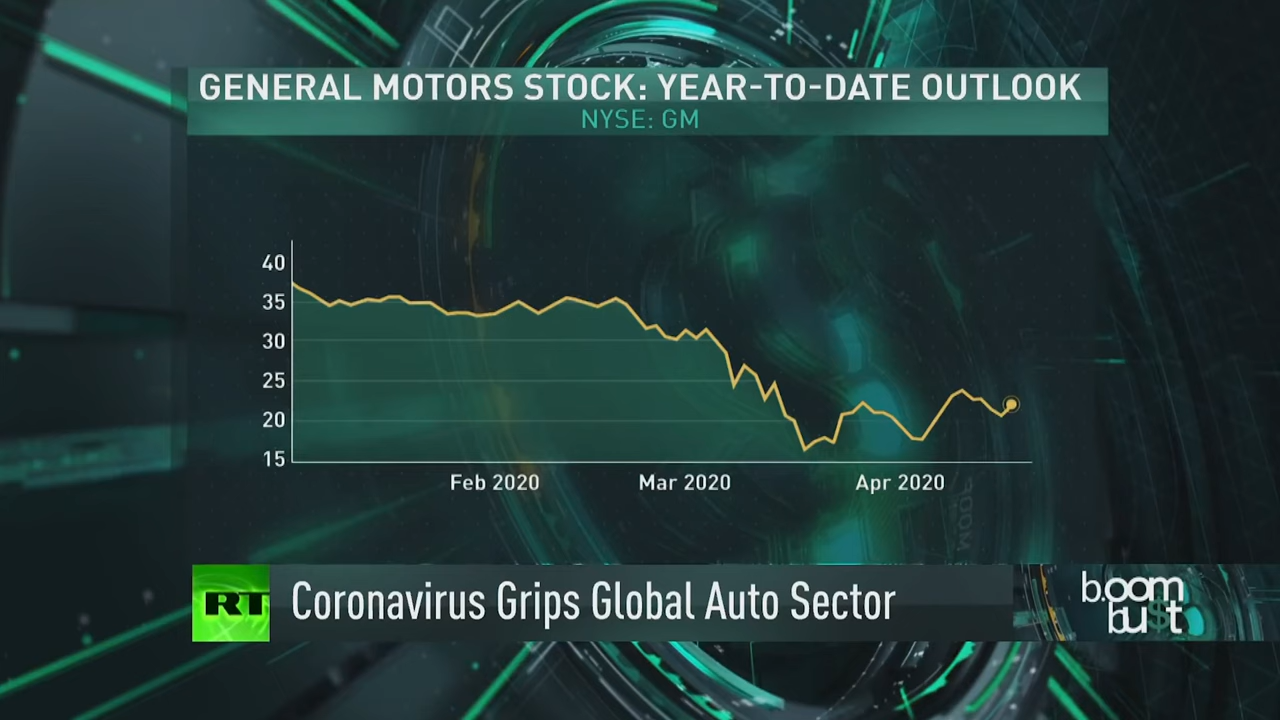 GENERAL MOTORS STOCK: YEAR-TO-DATE OUTLOOK
NYSE: GM
40
35
30
25
20
15
Feb 2020 Mar 2020 Apr 2020
RT Coronavirus Grips Global Auto Sector
boom
bu$t